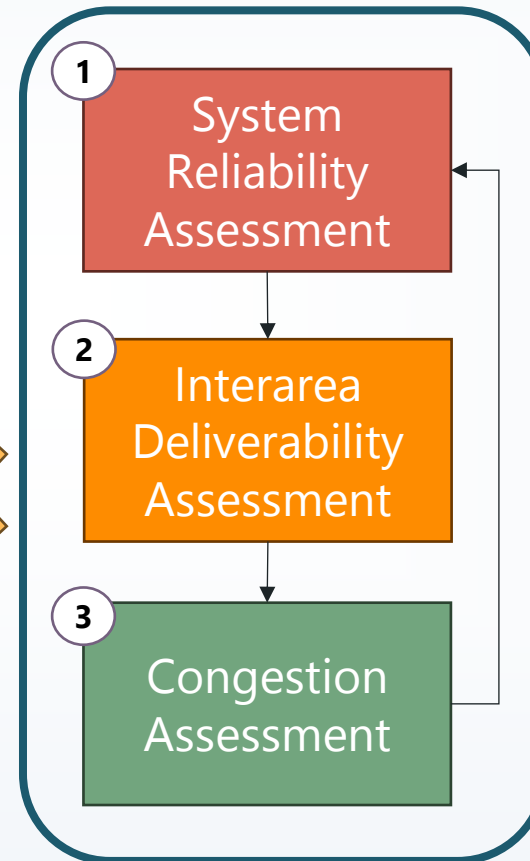 1
System
Reliability
Assessment
2
Interarea
Deliverability
Assessment
3
Congestion
Assessment